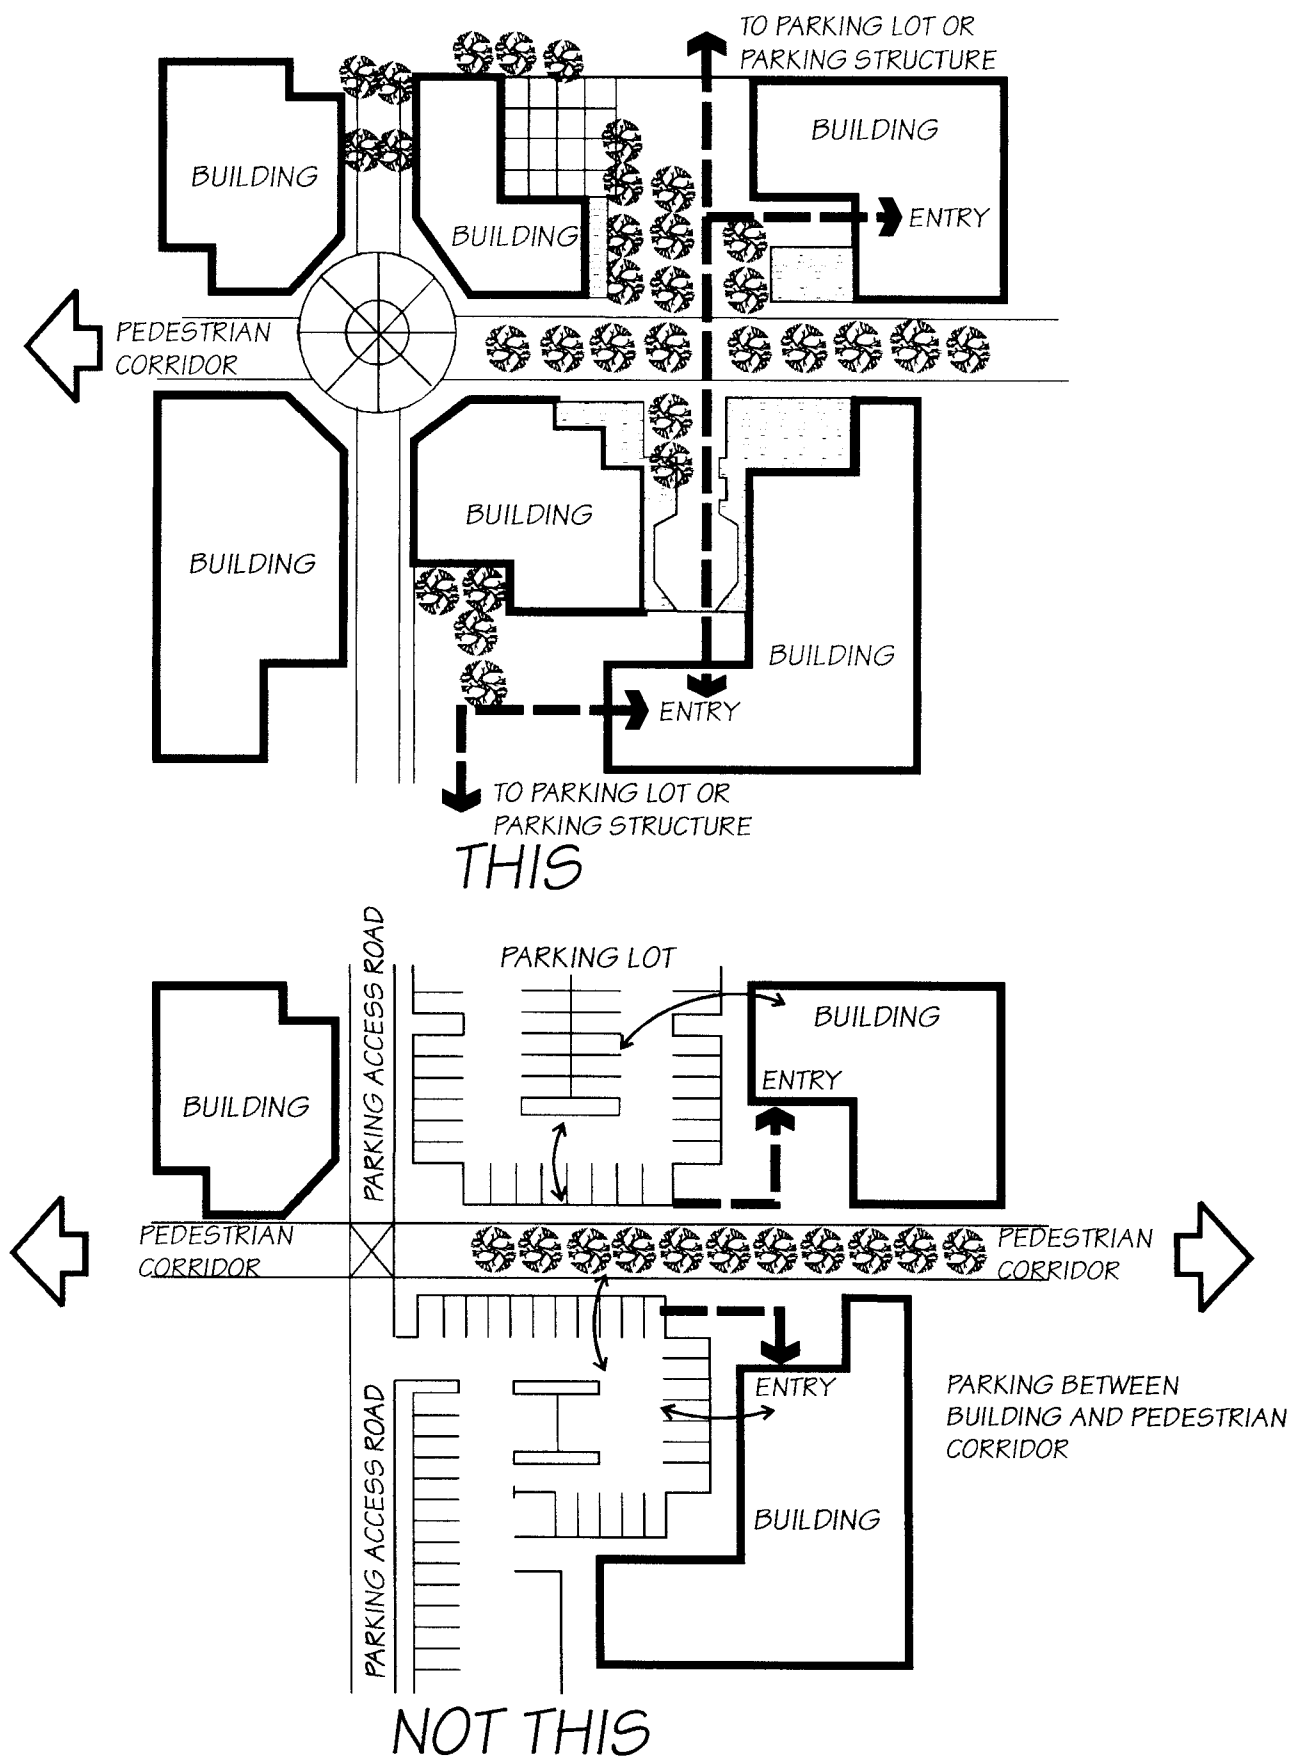 TO PARKING LOT OR
PARKING STRUCTURE
BUILDING
BUILDING
BUILDING
ENTRY
PEDESTRIAN
CORRIDOR
BUILDING
BUILDING
BUILDING
ENTRY
TO PARKING LOT OR
PARKING STRUCTURE
THIS
PARKING ACCESS ROAD
PARKING LOT
BUILDING
ENTRY
BUILDING
PEDESTRIAN
CORRIDOR
PEDESTRIAN
CORRIDOR
PARKING ACCESS ROAD
ENTRY
PARKING BETWEEN
BUILDING AND PEDESTRIAN
CORRIDOR
BUILDING
NOT THIS